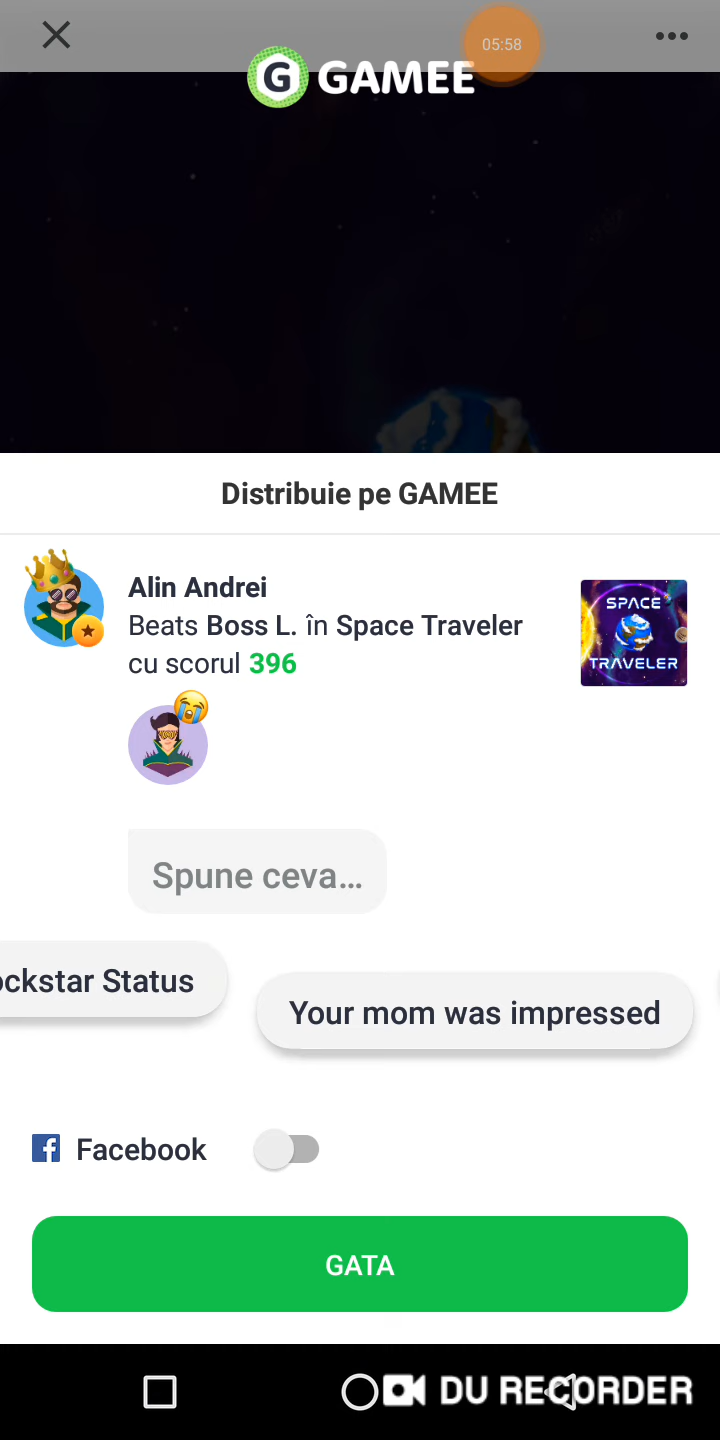 05:58
G GAMEE
Distribuie pe GAMEE
Alin Andrei
Beats Boss L. în Space Traveler
cu scorul 396
SPACE
TRAVELER
Spune ceva...
ockstar Status
Your mom was impressed
Facebook
GATA
DU RECORDER